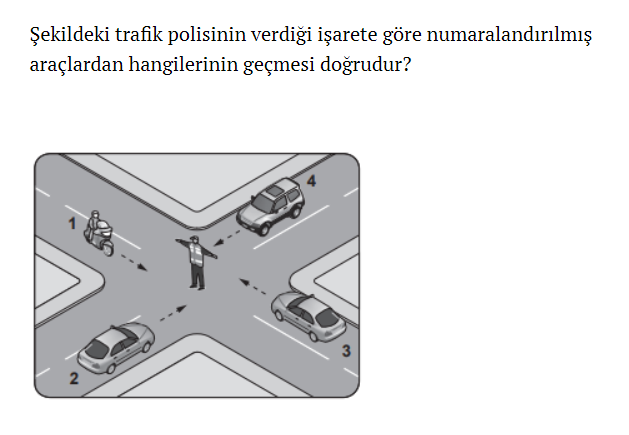 Şekildeki trafik polisinin verdiği işarete göre numaralandırılmış
araçlardan hangilerinin geçmesi doğrudur?
4
1
3
2